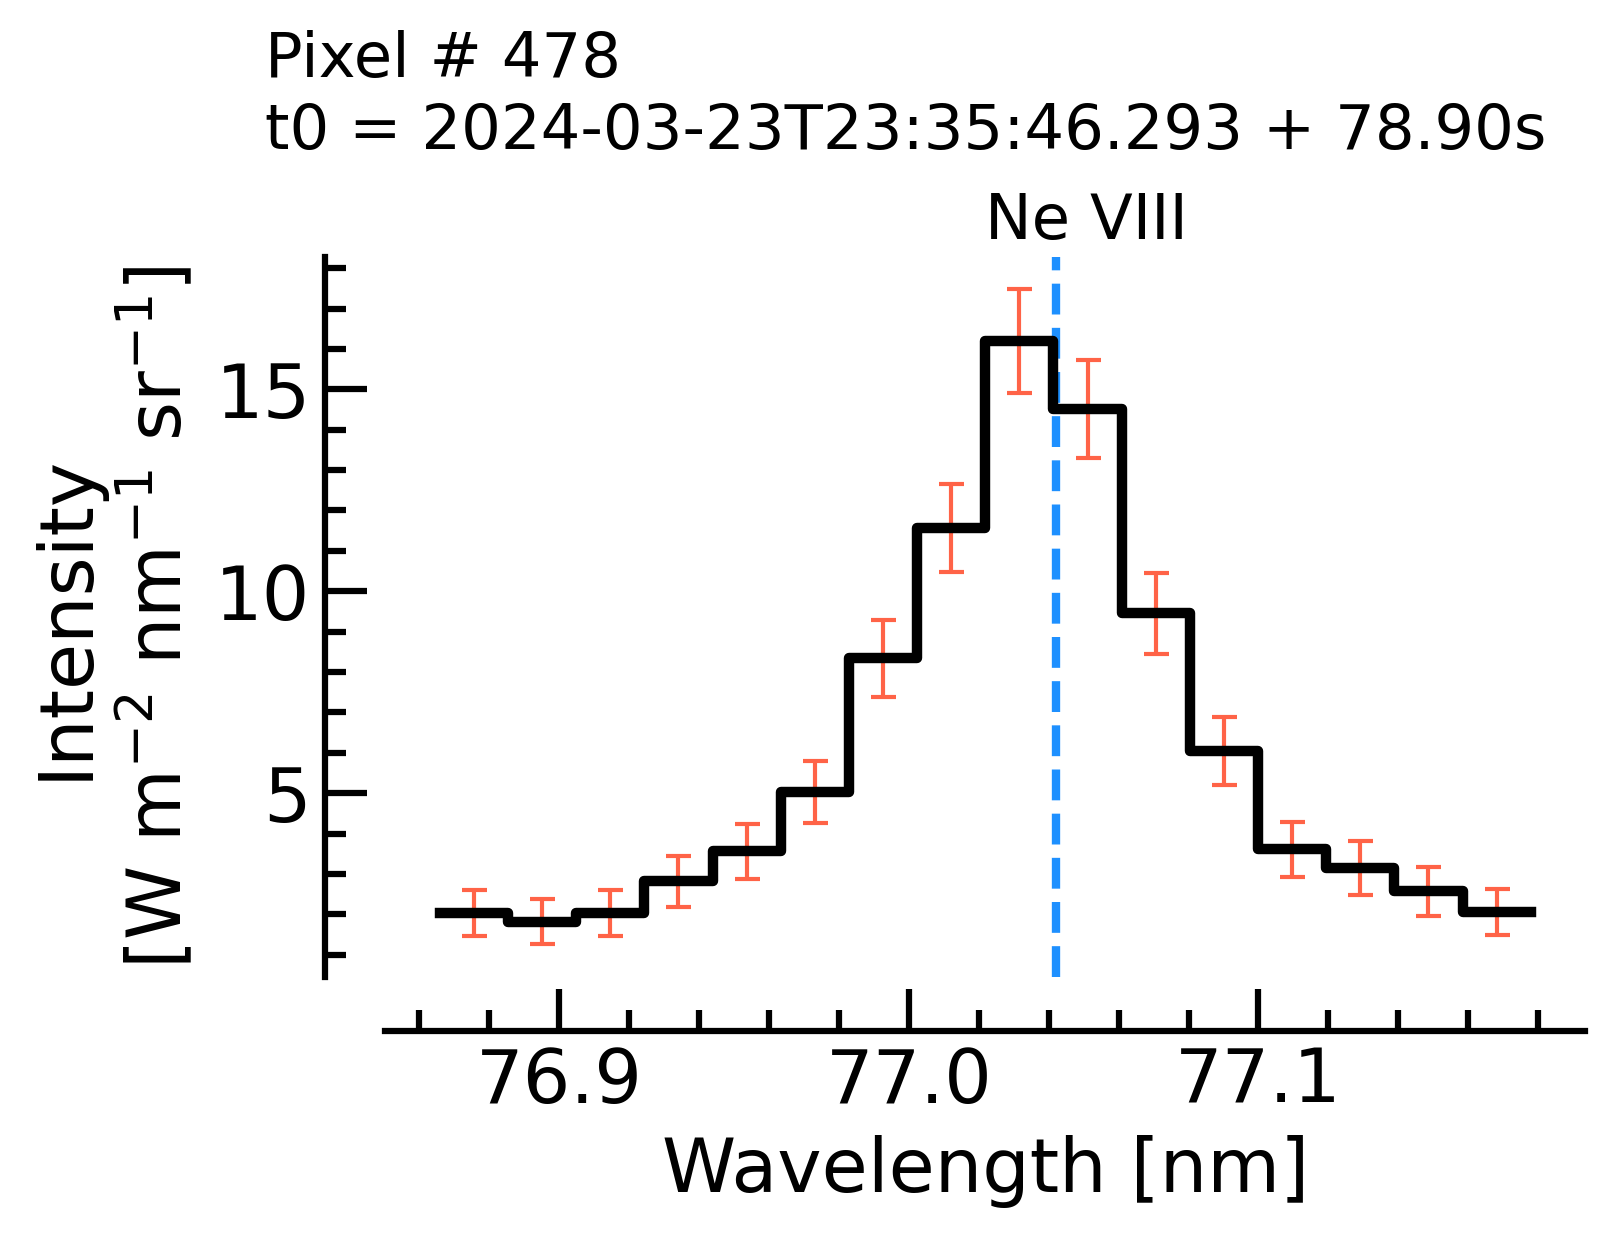 Pixel # 478
t0 = 2024-03-23T23:35:46.293 + 78.90s
Ne VIII
Intensity
[W m⁻² nm⁻¹ sr⁻¹]
15
10
5
76.9 77.0 77.1
Wavelength [nm]